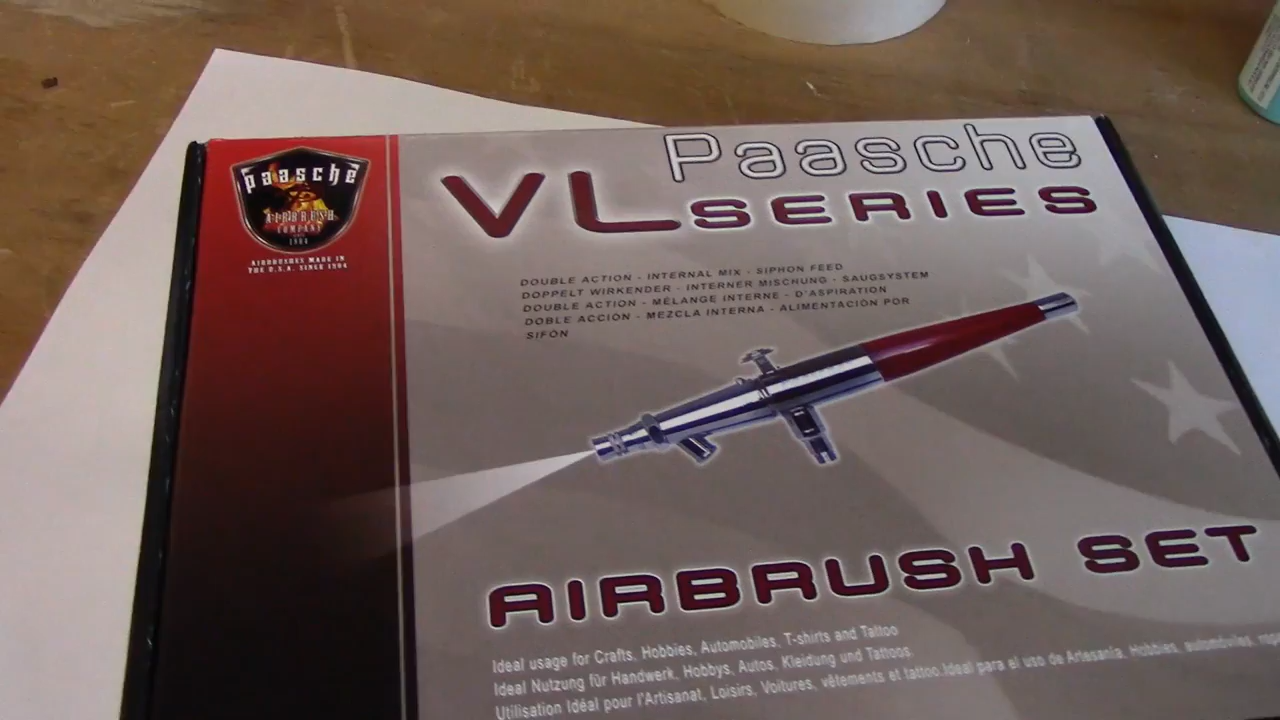 paasche
AIRBRUSH
COMPANY
1904
AIRBRUSHES MADE IN
THE U.S.A. SINCE 1904
Paasche
VL SERIES
DOUBLE ACTION - INTERNAL MIX - SIPHON FEED
DOPPELT WIRKENDER - INTERNER MISCHUNG - SAUGSYSTEM
DOUBLE ACTION - MÉLANGE INTERNE - D'ASPIRATION
DOBLE ACCIÓN - MEZCLA INTERNA - ALIMENTACIÓN POR
SIFÓN
AIRBRUSH SET
Ideal usage for Crafts, Hobbies, Automobiles, T-shirts and Tattoo
Ideal Nutzung für Handwerk, Hobbys, Autos, Kleidung und Tattoos
Utilisation Idéal pour l'Artisanat, Loisirs, Voitures, vêtements et tattoo.Ideal para el uso de Artesania, Hobbies, automóviles,